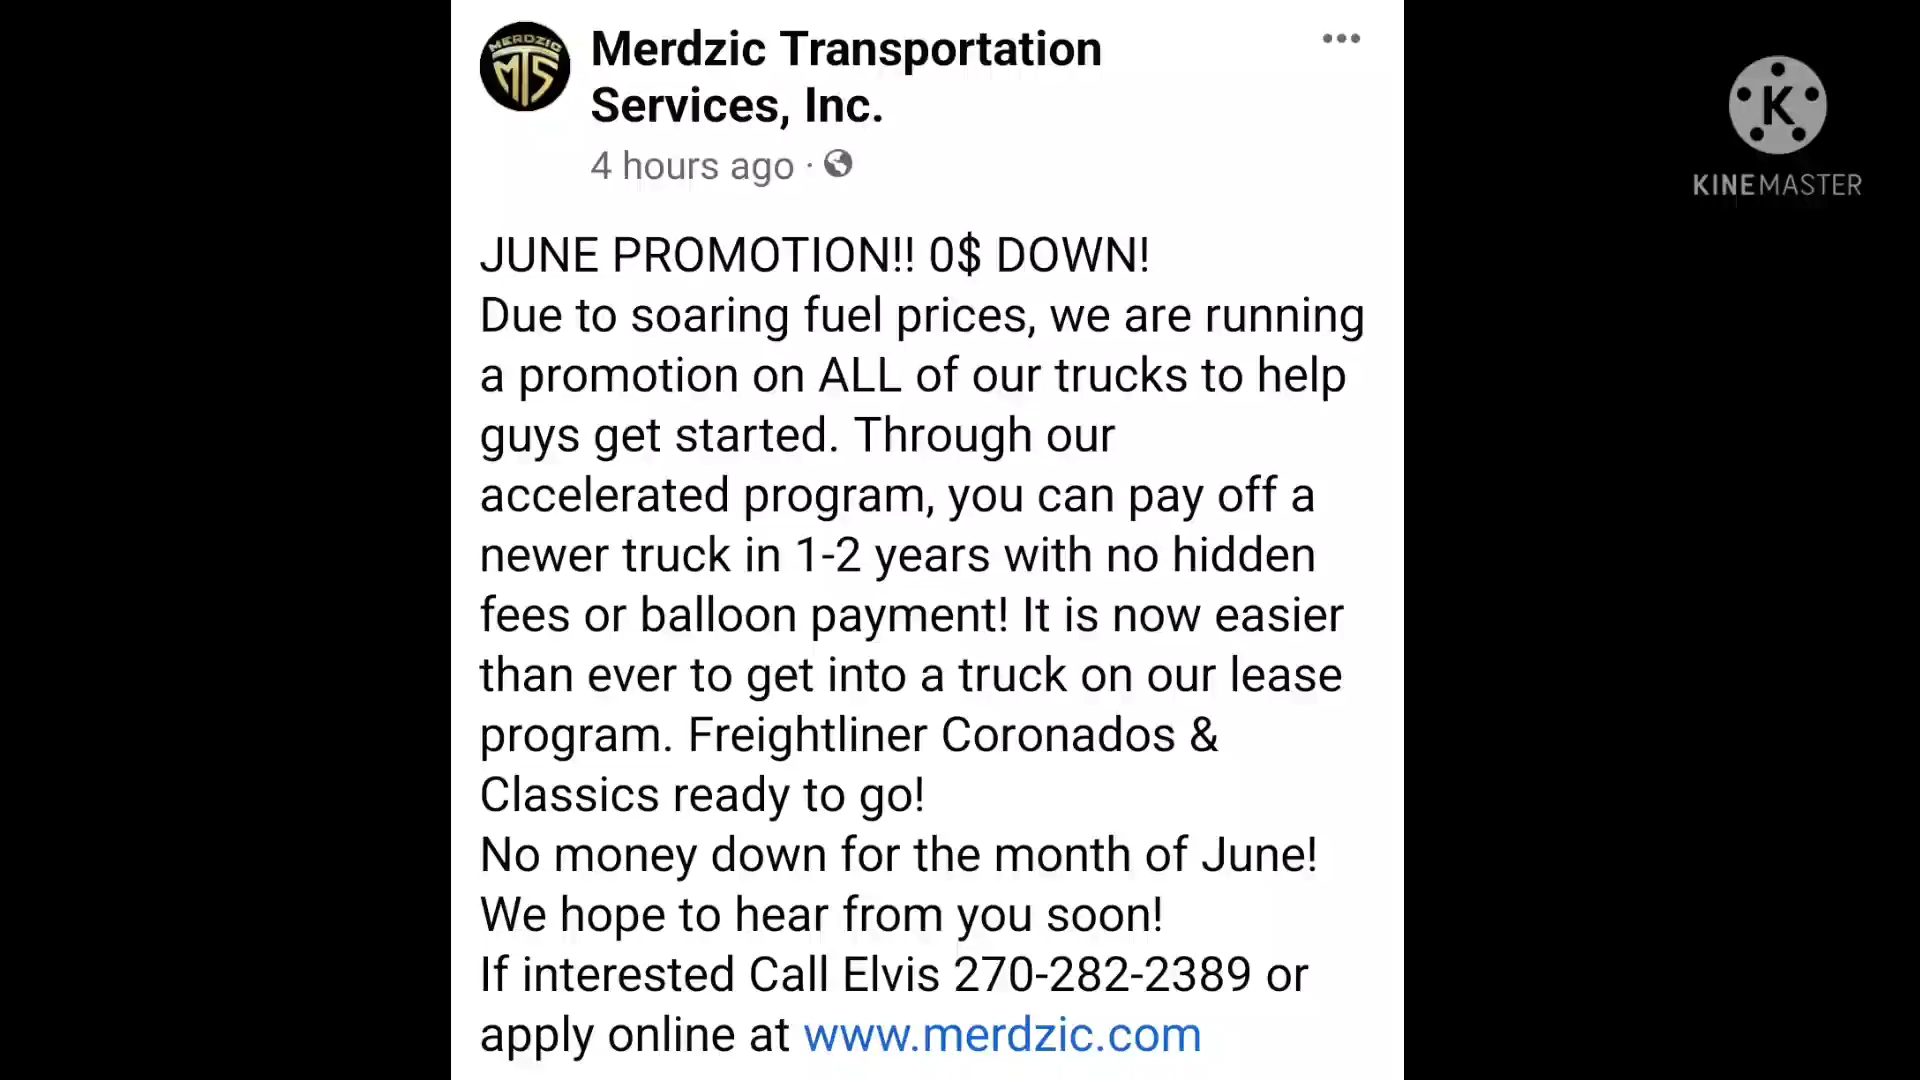 MERDZIC
MTS
Merdzic Transportation
Services, Inc.
4 hours ago ·
JUNE PROMOTION!! 0$ DOWN!
Due to soaring fuel prices, we are running
a promotion on ALL of our trucks to help
guys get started. Through our
accelerated program, you can pay off a
newer truck in 1-2 years with no hidden
fees or balloon payment! It is now easier
than ever to get into a truck on our lease
program. Freightliner Coronados &
Classics ready to go!
No money down for the month of June!
We hope to hear from you soon!
If interested Call Elvis 270-282-2389 or
apply online at www.merdzic.com
K
KINEMASTER